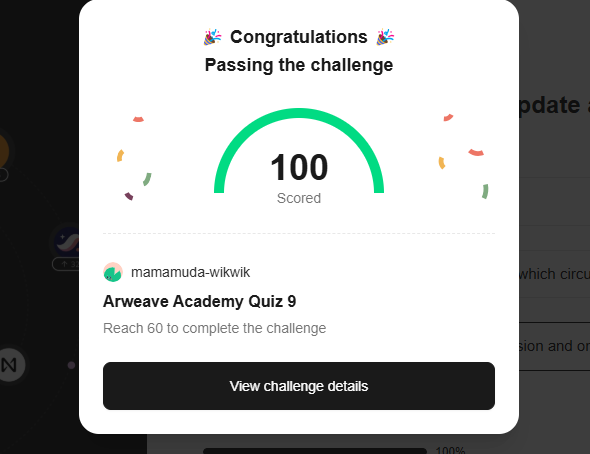 Congratulations
Passing the challenge
100
Scored
mamamuda-wikwik
Arweave Academy Quiz 9
Reach 60 to complete the challenge
View challenge details
pdate
which circu
sion and or
100%